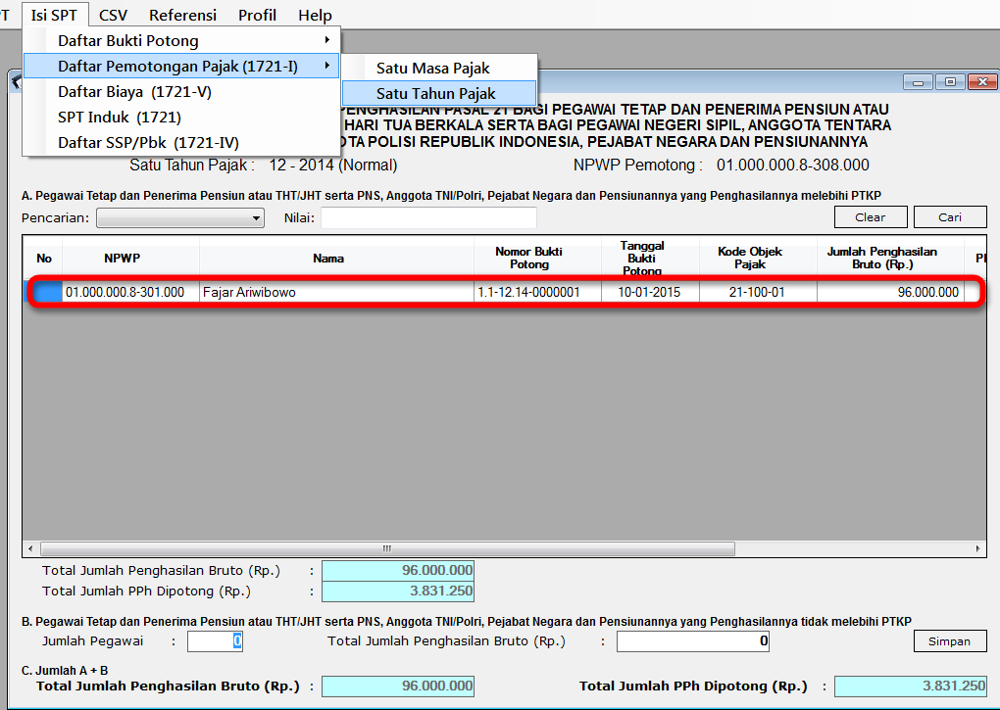 T Isi SPT CSV Referensi Profil Help
Daftar Bukti Potong
Daftar Pemotongan Pajak (1721-I)
Satu Masa Pajak
Daftar Biaya (1721-V)
Satu Tahun Pajak
SPT Induk (1721)
Daftar SSP/Pbk (1721-IV)
PENGHASILAN PASAL 21 BAGI PEGAWAI TETAP DAN PENERIMA PENSIUN ATAU
HARI TUA BERKALA SERTA BAGI PEGAWAI NEGERI SIPIL, ANGGOTA TENTARA
OTA POLISI REPUBLIK INDONESIA, PEJABAT NEGARA DAN PENSIUNANNYA
Satu Tahun Pajak : 12 - 2014 (Normal) NPWP Pemotong : 01.000.000.8-308.000
A. Pegawai Tetap dan Penerima Pensiun atau THT/JHT serta PNS, Anggota TNI/Polri, Pejabat Negara dan Pensiunannya yang Penghasilannya melebihi PTKP
Pencarian: Nilai: Clear Cari
No NPWP Nama Nomor Bukti Potong Tanggal Bukti Potong Kode Objek Pajak Jumlah Penghasilan Bruto (Rp.)
01.000.000.8-301.000 Fajar Ariwibowo 1.1-12.14-0000001 10-01-2015 21-100-01 96.000.000
Total Jumlah Penghasilan Bruto (Rp.) : 96.000.000
Total Jumlah PPh Dipotong (Rp.) : 3.831.250
B. Pegawai Tetap dan Penerima Pensiun atau THT/JHT serta PNS, Anggota TNI/Polri, Pejabat Negara dan Pensiunannya yang Penghasilannya tidak melebihi PTKP
Jumlah Pegawai : 0 Total Jumlah Penghasilan Bruto (Rp.) : 0 Simpan
C. Jumlah A + B
Total Jumlah Penghasilan Bruto (Rp.) : 96.000.000 Total Jumlah PPh Dipotong (Rp.) : 3.831.250